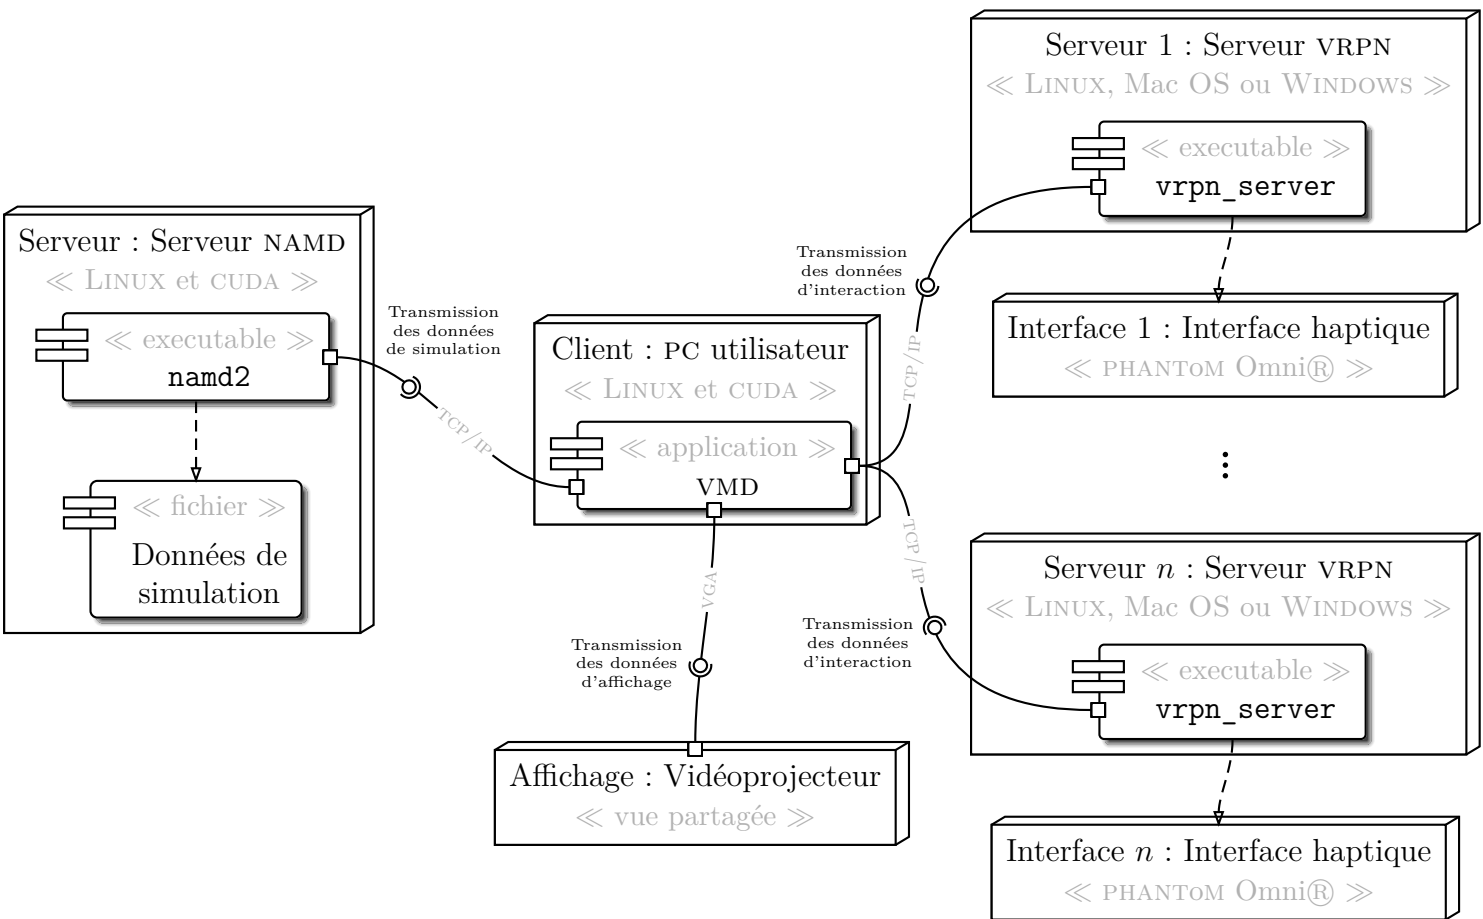 Serveur : Serveur NAMD
≪ LINUX et CUDA ≫
≪ executable ≫
namd2
≪ fichier ≫
Données de
simulation
Transmission
des données
de simulation
TCP/IP
Client : PC utilisateur
≪ LINUX et CUDA ≫
≪ application ≫
VMD
VGA
Transmission
des données
d'affichage
Affichage : Vidéoprojecteur
≪ vue partagée ≫
Transmission
des données
d'interaction
TCP/IP
TCP/IP
Transmission
des données
d'interaction
Serveur 1 : Serveur VRPN
≪ LINUX, Mac OS ou WINDOWS ≫
≪ executable ≫
vrpn_server
Interface 1 : Interface haptique
≪ PHANToM Omni® ≫
⋮
Serveur n : Serveur VRPN
≪ LINUX, Mac OS ou WINDOWS ≫
≪ executable ≫
vrpn_server
Interface n : Interface haptique
≪ PHANToM Omni® ≫